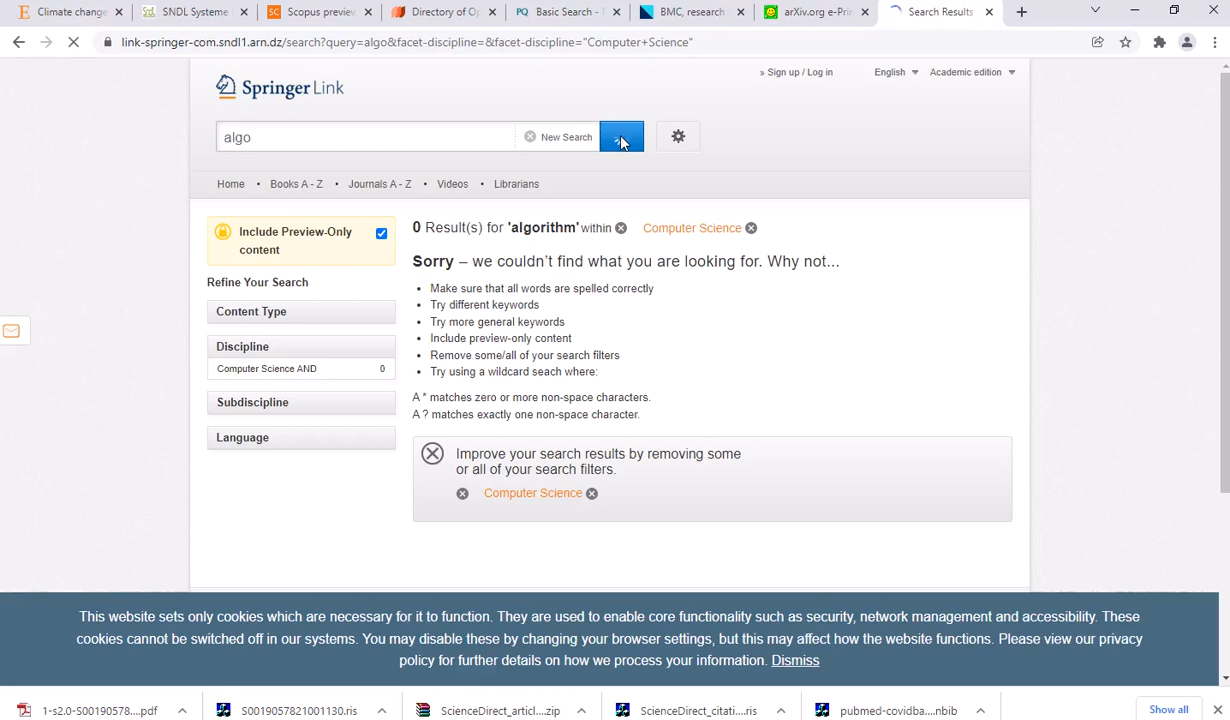 Climate change
SNDL Systeme
Scopus preview
Directory of Op
Basic Search - P
BMC, research
arXiv.org e-Prin
Search Results
link-springer-com.sndl1.arn.dz/search?query=algo&facet-discipline=&facet-discipline="Computer+Science"
» Sign up / Log in English Academic edition
Springer Link
algo
New Search
Home • Books A - Z • Journals A - Z • Videos • Librarians
Include Preview-Only
content
Refine Your Search
Content Type
Discipline
Computer Science AND 0
Subdiscipline
Language
0 Result(s) for 'algorithm' within Computer Science
Sorry – we couldn't find what you are looking for. Why not...
• Make sure that all words are spelled correctly
• Try different keywords
• Try more general keywords
• Include preview-only content
• Remove some/all of your search filters
• Try using a wildcard seach where:
A * matches zero or more non-space characters.
A ? matches exactly one non-space character.
Improve your search results by removing some
or all of your search filters.
Computer Science
This website sets only cookies which are necessary for it to function. They are used to enable core functionality such as security, network management and accessibility. These
cookies cannot be switched off in our systems. You may disable these by changing your browser settings, but this may affect how the website functions. Please view our privacy
policy for further details on how we process your information. Dismiss
1-s2.0-S00190578....pdf
S0019057821001130.ris
ScienceDirect_articl....zip
ScienceDirect_citati....ris
pubmed-covidba....nbib
Show all